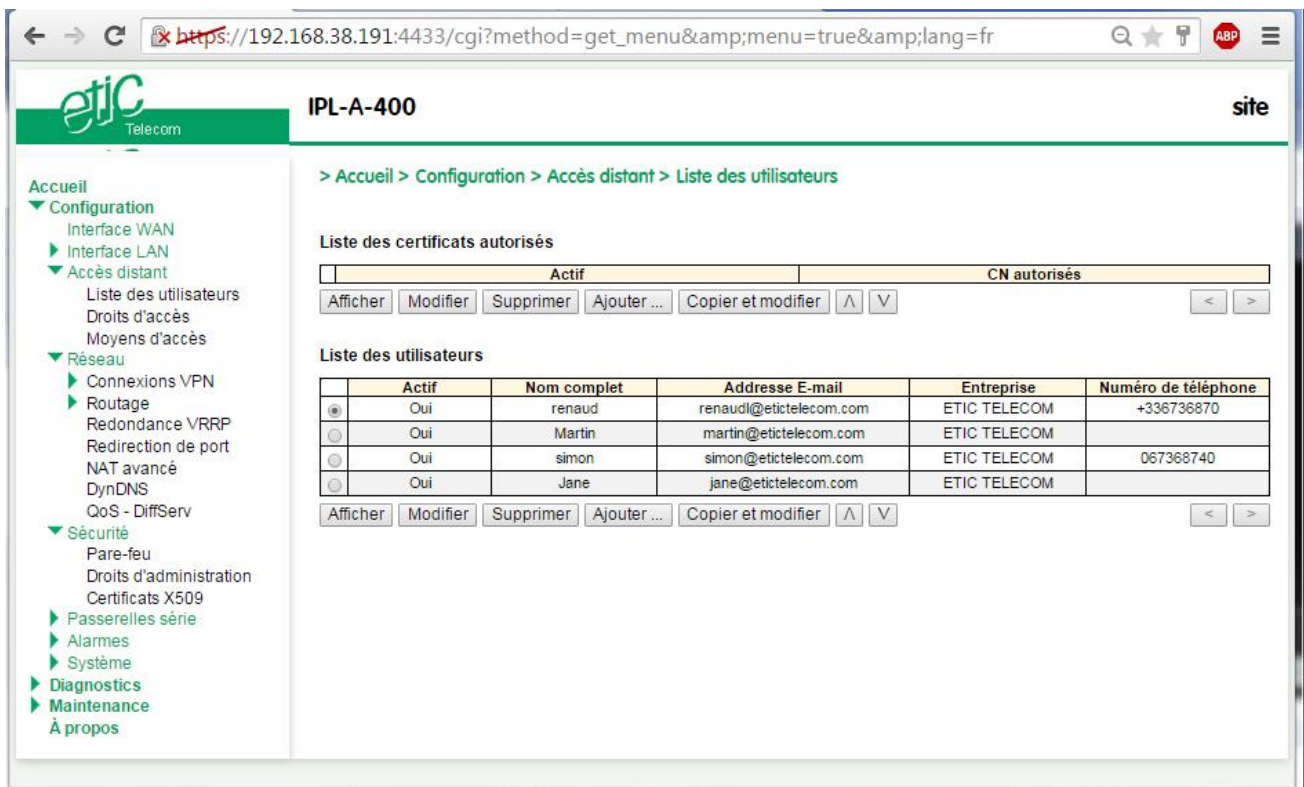 https://192.168.38.191:4433/cgi?method=get_menu&amp;menu=true&amp;lang=fr
ABP
etic
Telecom
IPL-A-400
site
Accueil
Configuration
Interface WAN
Interface LAN
Accès distant
Liste des utilisateurs
Droits d'accès
Moyens d'accès
Réseau
Connexions VPN
Routage
Redondance VRRP
Redirection de port
NAT avancé
DynDNS
QoS - DiffServ
Sécurité
Pare-feu
Droits d'administration
Certificats X509
Passerelles série
Alarmes
Système
Diagnostics
Maintenance
À propos
> Accueil > Configuration > Accès distant > Liste des utilisateurs
Liste des certificats autorisés
Actif CN autorisés
Afficher Modifier Supprimer Ajouter ... Copier et modifier Λ V < >
Liste des utilisateurs
Actif Nom complet Addresse E-mail Entreprise Numéro de téléphone
Oui renaud renaudl@etictelecom.com ETIC TELECOM +336736870
Oui Martin martin@etictelecom.com ETIC TELECOM
Oui simon simon@etictelecom.com ETIC TELECOM 067368740
Oui Jane jane@etictelecom.com ETIC TELECOM
Afficher Modifier Supprimer Ajouter ... Copier et modifier Λ V < >